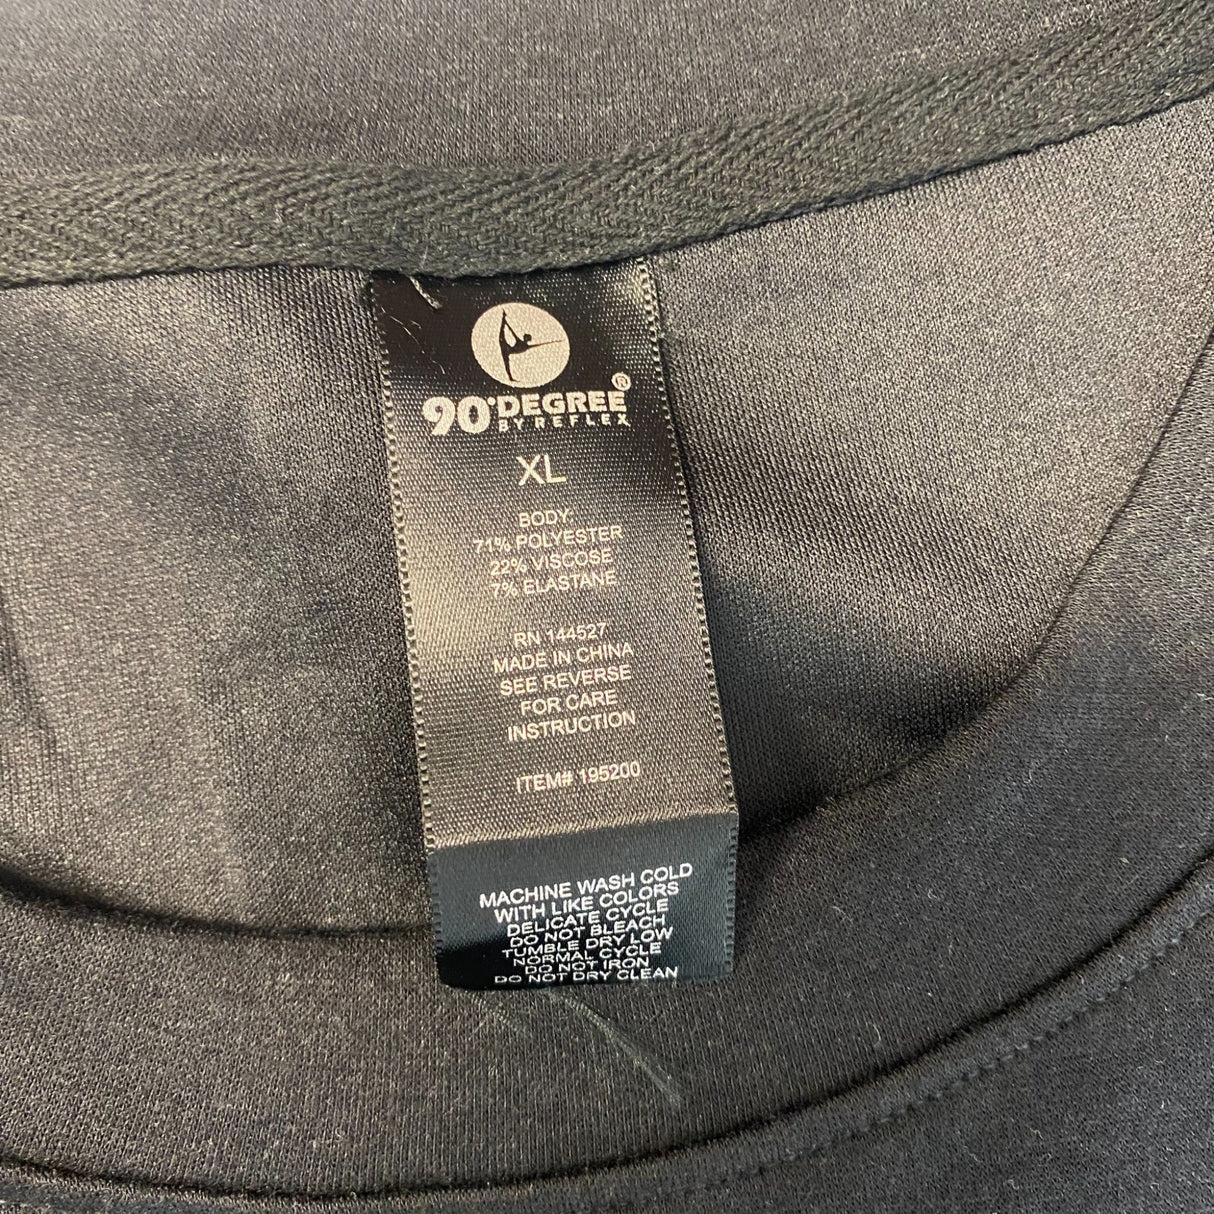 90° DEGREE®
BY REFLEX
XL
BODY:
71% POLYESTER
22% VISCOSE
7% ELASTANE
RN 144527
MADE IN CHINA
SEE REVERSE
FOR CARE
INSTRUCTION
ITEM# 195200
MACHINE WASH COLD
WITH LIKE COLORS
DELICATE CYCLE
DO NOT BLEACH
TUMBLE DRY LOW
NORMAL CYCLE
DO NOT IRON
DO NOT DRY CLEAN